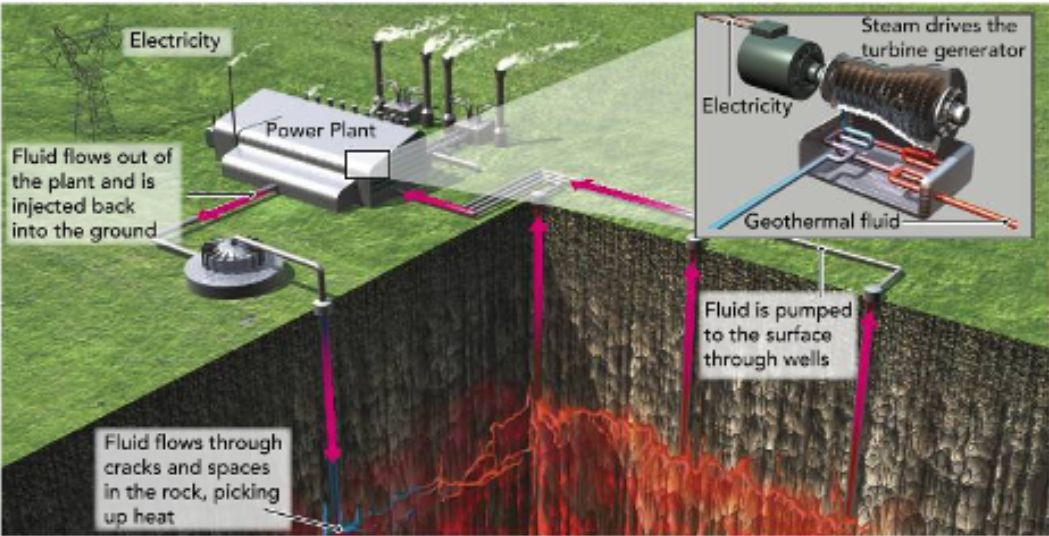 Electricity
Power Plant
Fluid flows out of
the plant and is
injected back
into the ground
Steam drives the
turbine generator
Electricity
Geothermal fluid
Fluid is pumped
to the surface
through wells
Fluid flows through
cracks and spaces
in the rock, picking
up heat